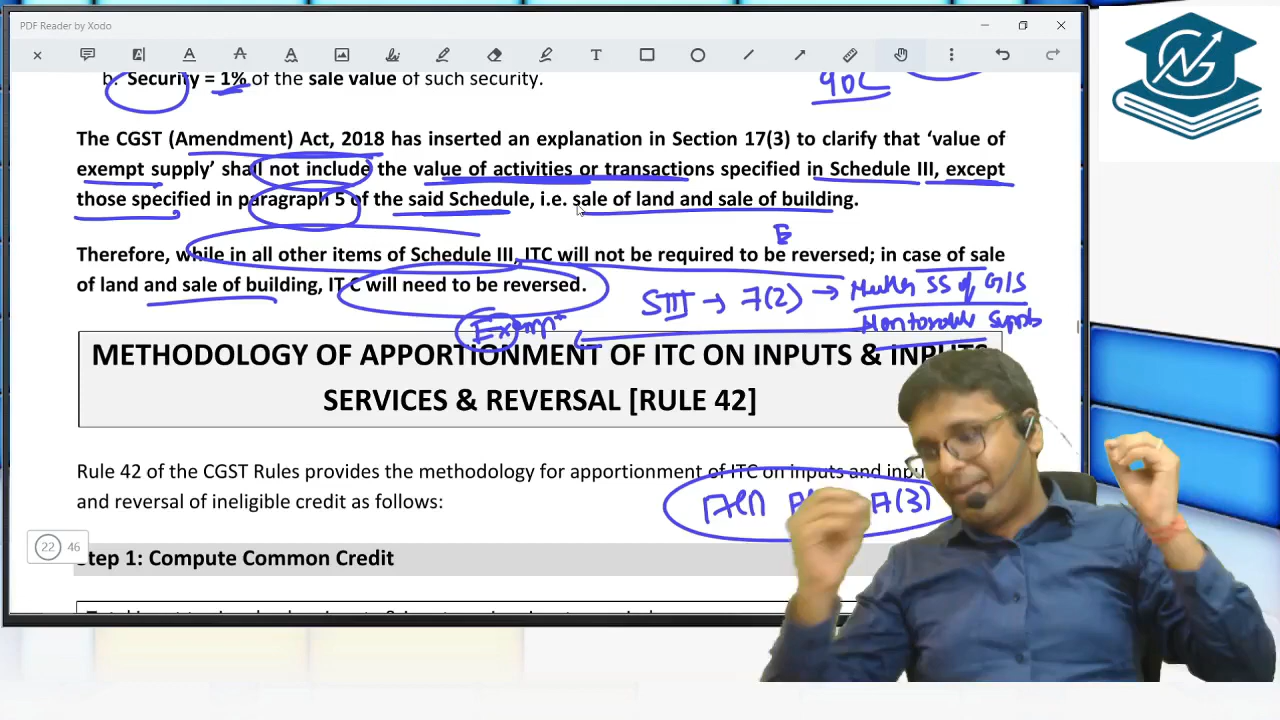 PDF Reader by Xodo
b. Security = 1% of the sale value of such security.
90L
The CGST (Amendment) Act, 2018 has inserted an explanation in Section 17(3) to clarify that ‘value of
exempt supply’ shall not include the value of activities or transactions specified in Schedule III, except
those specified in paragraph 5 of the said Schedule, i.e. sale of land and sale of building.
E
Therefore, while in all other items of Schedule III, ITC will not be required to be reversed; in case of sale
of land and sale of building, ITC will need to be reversed.
SIII → 7(2) → Neither SS of G/S
Exempt Nontaxable Supply
METHODOLOGY OF APPORTIONMENT OF ITC ON INPUTS & INPUTS
SERVICES & REVERSAL [RULE 42]
Rule 42 of the CGST Rules provides the methodology for apportionment of ITC on inputs and
and reversal of ineligible credit as follows:
22 46
Step 1: Compute Common Credit